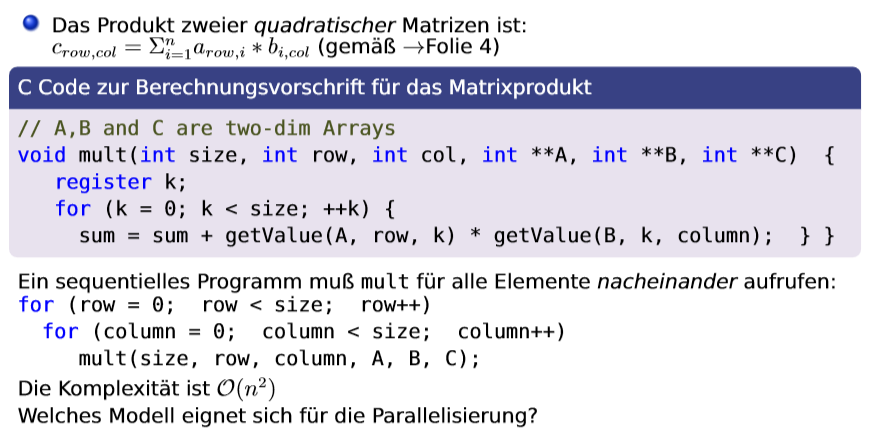 Das Produkt zweier quadratischer Matrizen ist:
c_{row,col} = Σ_{i=1}^{n} a_{row,i} * b_{i,col} (gemäß →Folie 4)
C Code zur Berechnungsvorschrift für das Matrixprodukt
// A,B and C are two-dim Arrays
void mult(int size, int row, int col, int **A, int **B, int **C) {
register k;
for (k = 0; k < size; ++k) {
sum = sum + getValue(A, row, k) * getValue(B, k, column); } }
Ein sequentielles Programm muß mult für alle Elemente nacheinander aufrufen:
for (row = 0; row < size; row++)
for (column = 0; column < size; column++)
mult(size, row, column, A, B, C);
Die Komplexität ist O(n²)
Welches Modell eignet sich für die Parallelisierung?